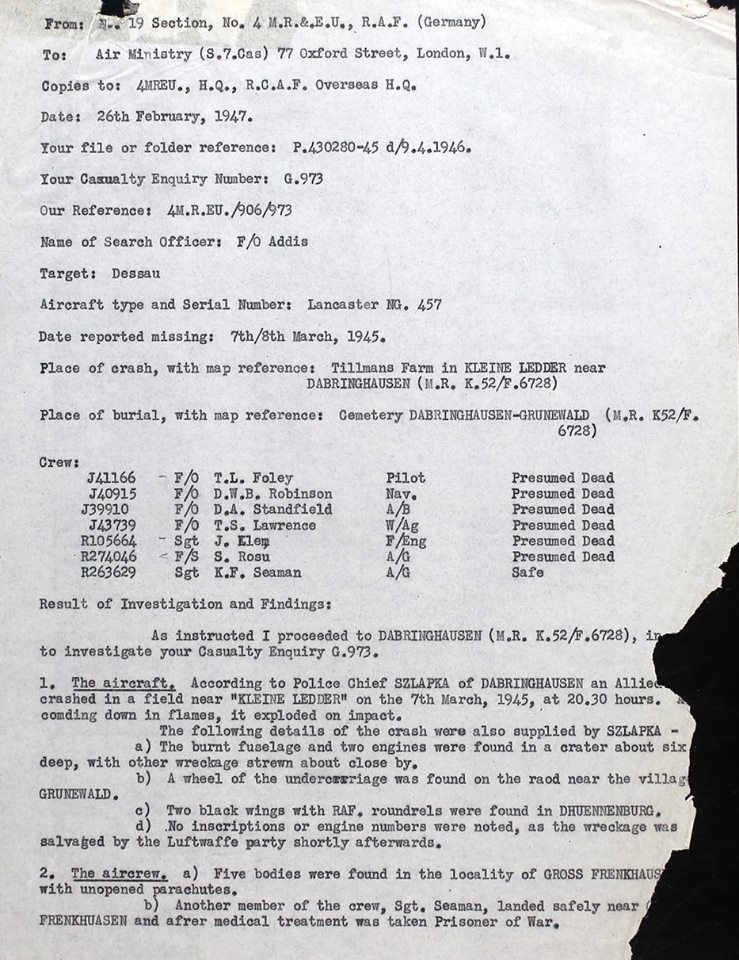 From: No. 19 Section, No. 4 M.R.&.E.U., R.A.F. (Germany)
To: Air Ministry (S.7.Cas) 77 Oxford Street, London, W.1.
Copies to: 4MREU., H.Q., R.C.A.F. Overseas H.Q.
Date: 26th February, 1947.
Your file or folder reference: P.430280-45 d/9.4.1946.
Your Casualty Enquiry Number: G.973
Our Reference: 4M.R.EU./906/973
Name of Search Officer: F/O Addis
Target: Dessau
Aircraft type and Serial Number: Lancaster NG. 457
Date reported missing: 7th/8th March, 1945.
Place of crash, with map reference: Tillmans Farm in KLEINE LEDDER near
DABRINGHAUSEN (M.R. K.52/F.6728)
Place of burial, with map reference: Cemetery DABRINGHAUSEN-GRUNEWALD (M.R. K52/F.
6728)
Crew:
J41166 - F/O T.L. Foley Pilot Presumed Dead
J40915 F/O D.W.B. Robinson Nav. Presumed Dead
J39910 F/O D.A. Standfield A/B Presumed Dead
J43739 F/O T.S. Lawrence W/Ag Presumed Dead
R105664 - Sgt J. Klem F/Eng Presumed Dead
R274046 - F/S S. Rosu A/G Presumed Dead
R263629 Sgt K.F. Seaman A/G Safe
Result of Investigation and Findings:
As instructed I proceeded to DABRINGHAUSEN (M.R. K.52/F.6728), in
to investigate your Casualty Enquiry G.973.
1. The aircraft. According to Police Chief SZLAPKA of DABRINGHAUSEN an Allied
crashed in a field near "KLEINE LEDDER" on the 7th March, 1945, at 20.30 hours.
comding down in flames, it exploded on impact.
The following details of the crash were also supplied by SZLAPKA -
a) The burnt fuselage and two engines were found in a crater about six
deep, with other wreckage strewn about close by.
b) A wheel of the undercarriage was found on the raod near the villag
GRUNEWALD.
c) Two black wings with RAF. roundrels were found in DHUENNENBURG.
d) .No inscriptions or engine numbers were noted, as the wreckage was
salvaged by the Luftwaffe party shortly afterwards.
2. The aircrew. a) Five bodies were found in the locality of GROSS FRENKHAUS
with unopened parachutes.
b) Another member of the crew, Sgt. Seaman, landed safely near
FRENKHUASEN and afrer medical treatment was taken Prisoner of War.